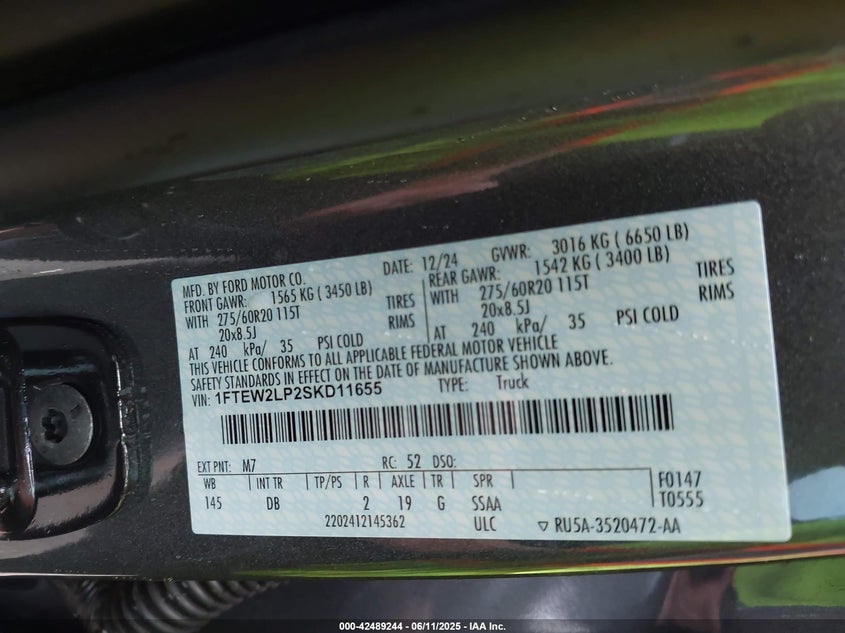 MFD. BY FORD MOTOR CO.
DATE: 12/24
GVWR: 3016 KG ( 6650 LB)
FRONT GAWR: 1565 KG ( 3450 LB)
REAR GAWR: 1542 KG ( 3400 LB)
WITH 275/60R20 115T TIRES
WITH 275/60R20 115T TIRES
20x8.5J RIMS
20x8.5J RIMS
AT 240 kPa/ 35 PSI COLD
AT 240 kPa/ 35 PSI COLD
THIS VEHICLE CONFORMS TO ALL APPLICABLE FEDERAL MOTOR VEHICLE
SAFETY STANDARDS IN EFFECT ON THE DATE OF MANUFACTURE SHOWN ABOVE.
VIN: 1FTEW2LP2SKD11655 TYPE: Truck
EXT PNT: M7 RC: 52 DSO:
WB INT TR TP/PS R AXLE TR SPR F0147
145 DB 2 19 G SSAA T0555
2202412145362 ULC RU5A-3520472-AA
000-42489244 - 06/11/2025 - IAA Inc.